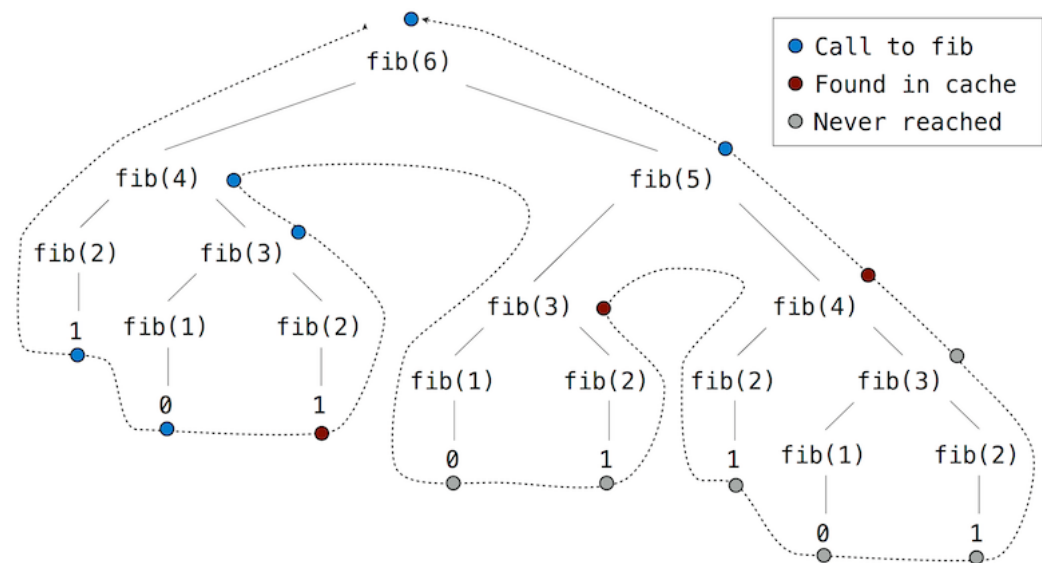 fib(6)
Call to fib
Found in cache
Never reached
fib(4)
fib(5)
fib(2)
fib(3)
fib(3)
fib(4)
1
fib(1)
fib(2)
fib(1)
fib(2)
fib(2)
fib(3)
0
1
0
1
1
fib(1)
fib(2)
0
1